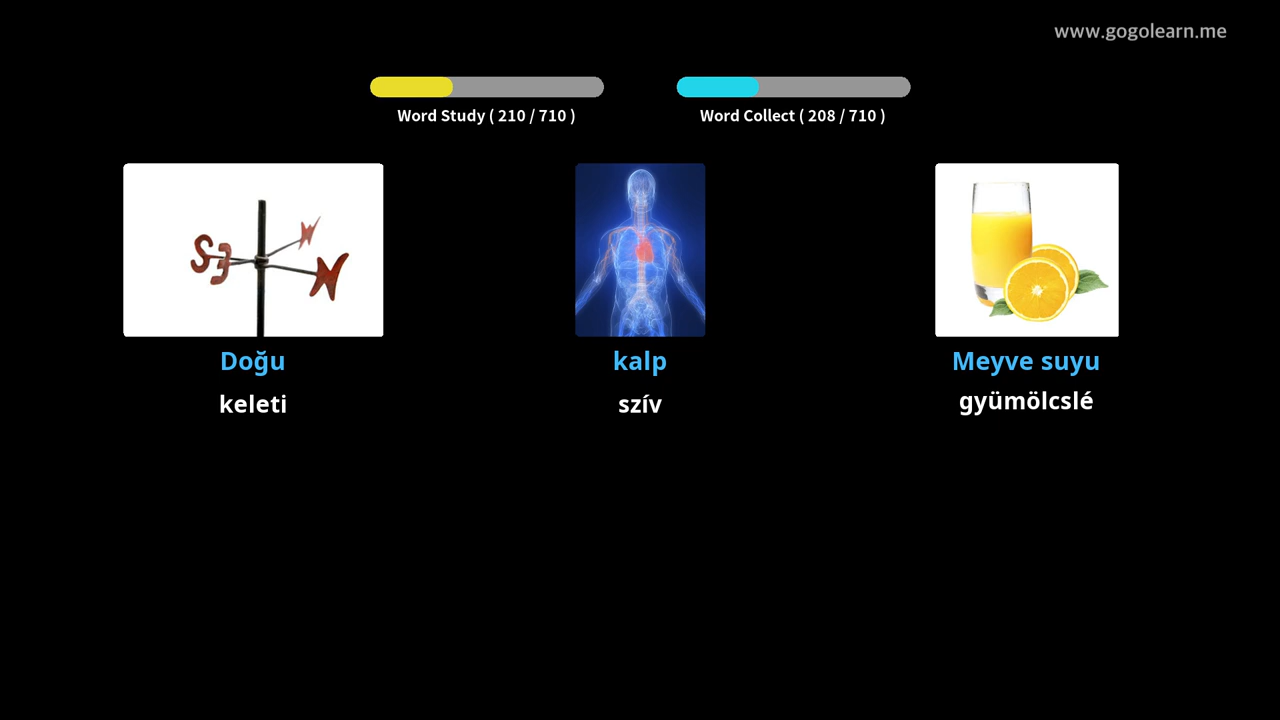 www.gogolearn.me
Word Study ( 210 / 710 )
Word Collect ( 208 / 710 )
S
E
W
N
Doğu
kalp
Meyve suyu
keleti
szív
gyümölcslé